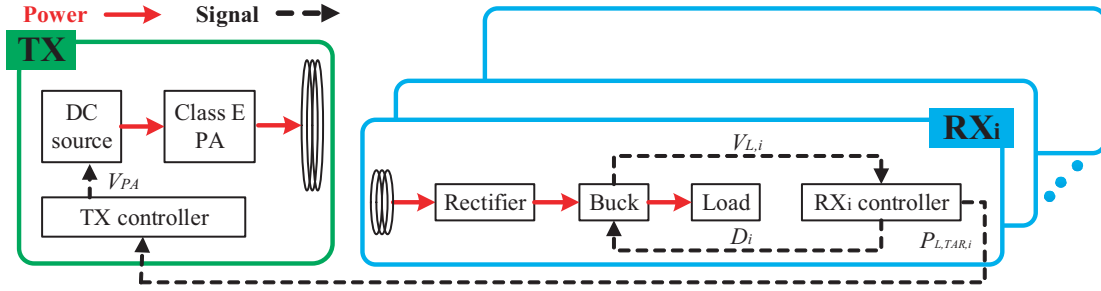 Power
Signal
TX
DC
source
Class E
PA
V_PA
TX controller
RXi
V_L,i
Rectifier
Buck
Load
RXi controller
D_i
P_L,TAR,i